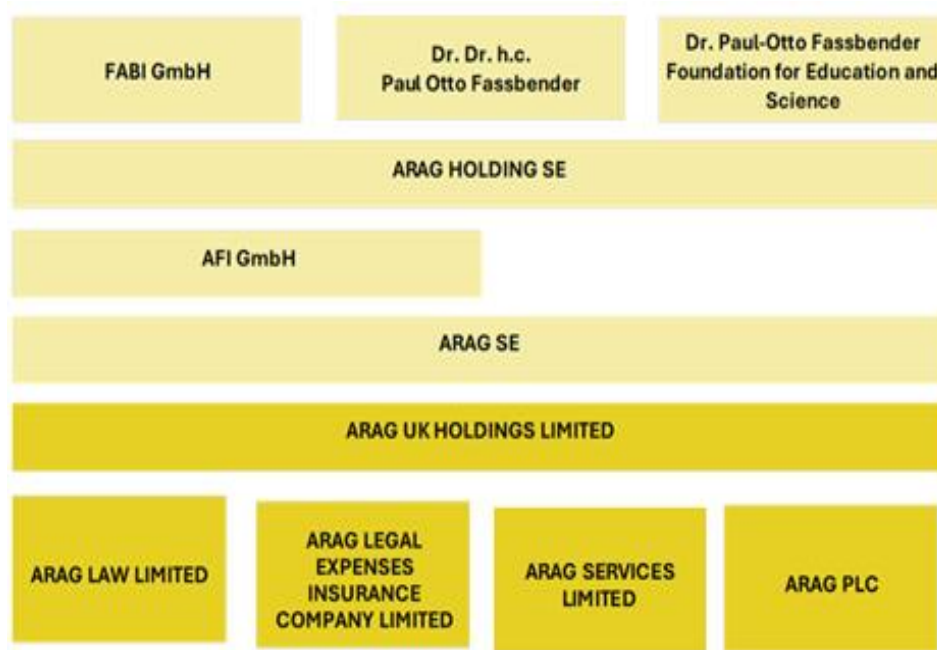 FABI GmbH
Dr. Dr. h.c.
Paul Otto Fassbender
Dr. Paul-Otto Fassbender
Foundation for Education and
Science
ARAG HOLDING SE
AFI GmbH
ARAG SE
ARAG UK HOLDINGS LIMITED
ARAG LAW LIMITED
ARAG LEGAL
EXPENSES
INSURANCE
COMPANY LIMITED
ARAG SERVICES
LIMITED
ARAG PLC